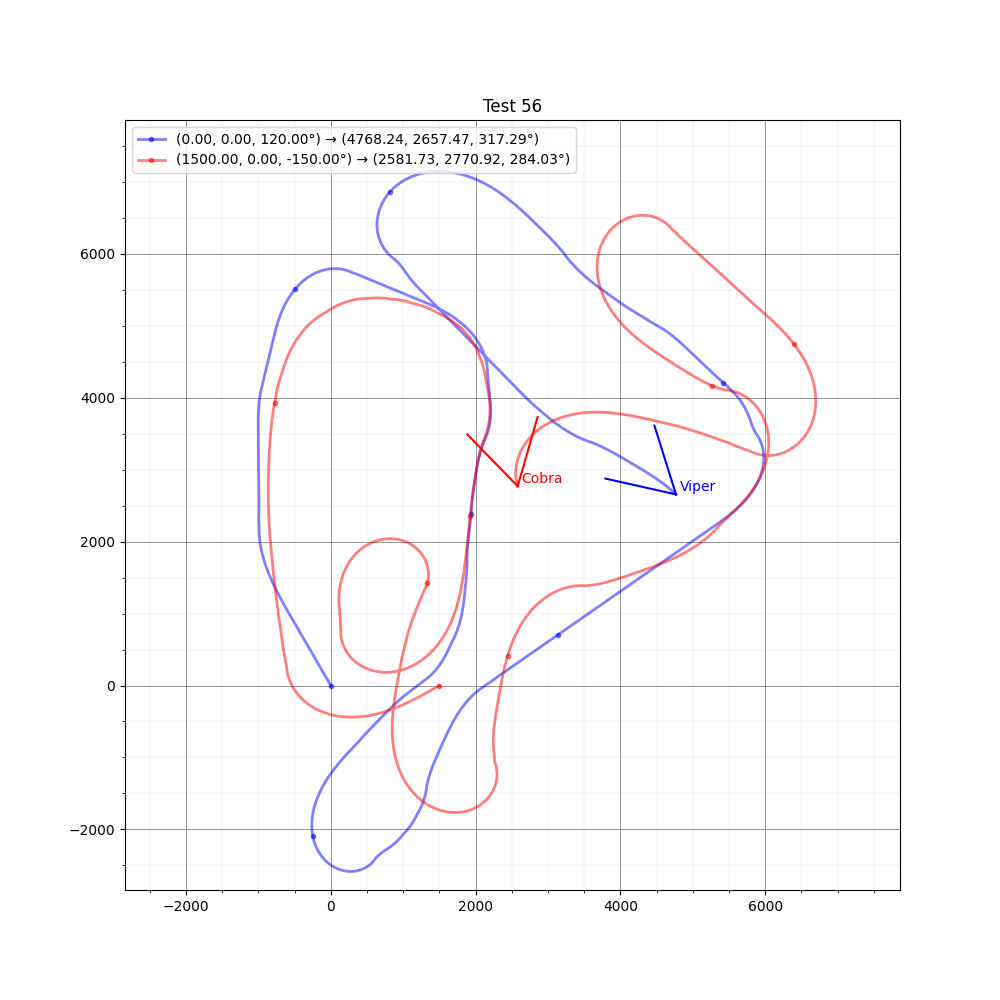 Test 56
(0.00, 0.00, 120.00°) → (4768.24, 2657.47, 317.29°)
(1500.00, 0.00, -150.00°) → (2581.73, 2770.92, 284.03°)
6000
4000
Cobra
Viper
2000
0
−2000
−2000 0 2000 4000 6000